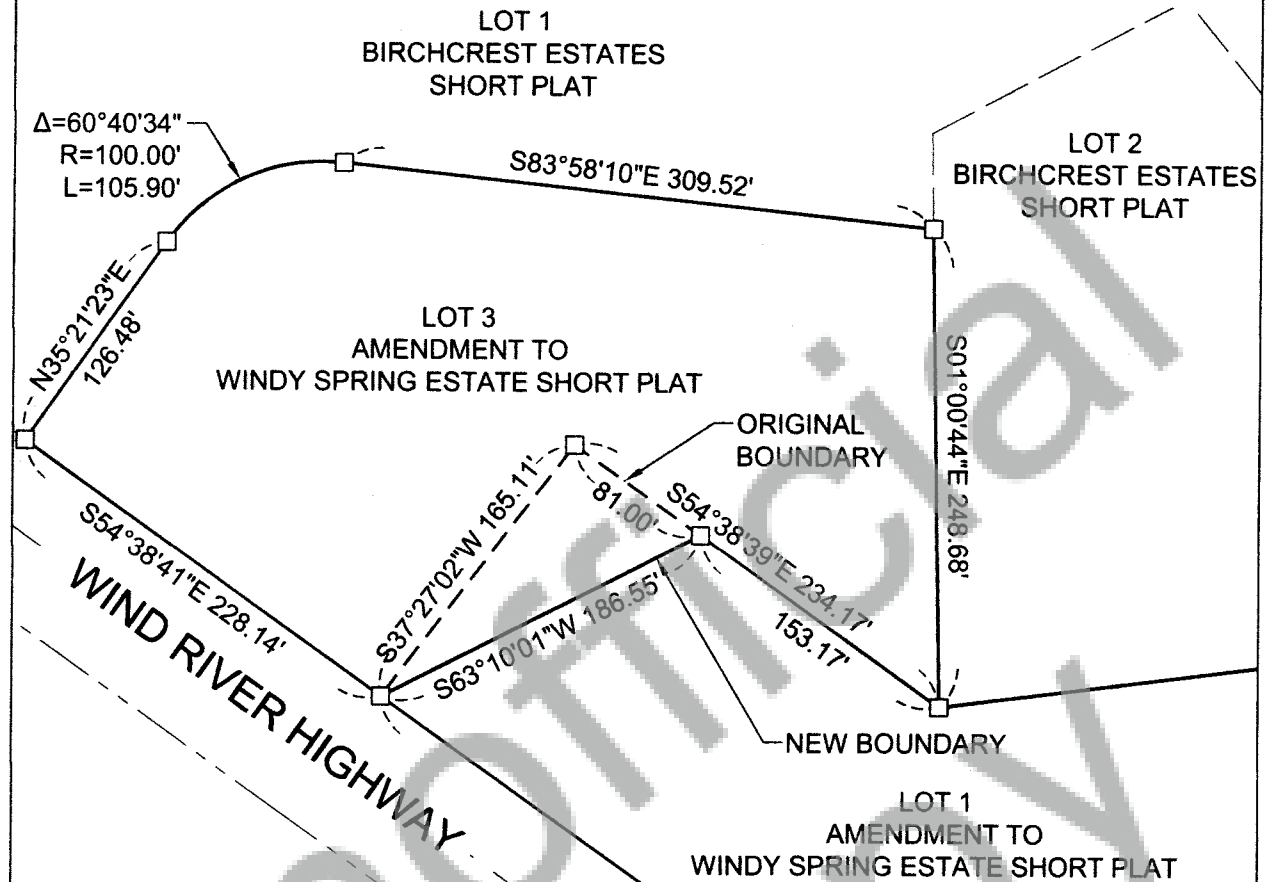 LOT 1
BIRCHCREST ESTATES
SHORT PLAT
Δ=60°40'34"
R=100.00'
L=105.90'
S83°58'10"E 309.52'
LOT 2
BIRCHCREST ESTATES
SHORT PLAT
N35°21'23"E
126.48'
LOT 3
AMENDMENT TO
WINDY SPRING ESTATE SHORT PLAT
S01°00'44"E 248.68'
ORIGINAL
BOUNDARY
81.00'
S54°38'39"E 234.17'
153.17'
S37°27'02"W 165.11'
S63°10'01"W 186.55'
S54°38'41"E 228.14'
WIND RIVER HIGHWAY
NEW BOUNDARY
LOT 1
AMENDMENT TO
WINDY SPRING ESTATE SHORT PLAT